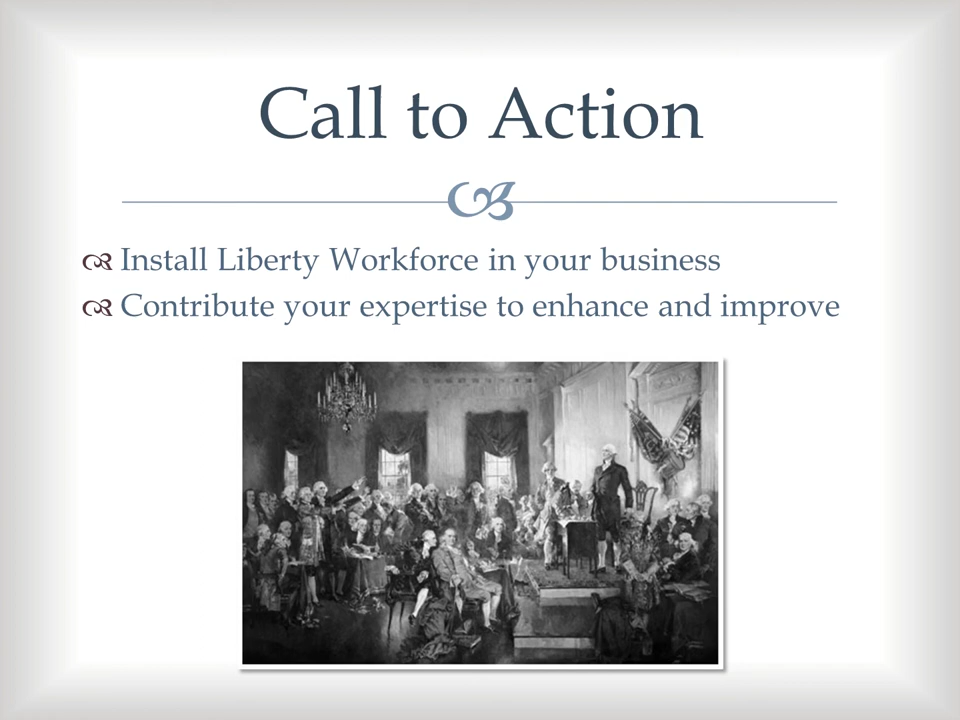 Call to Action
Install Liberty Workforce in your business
Contribute your expertise to enhance and improve